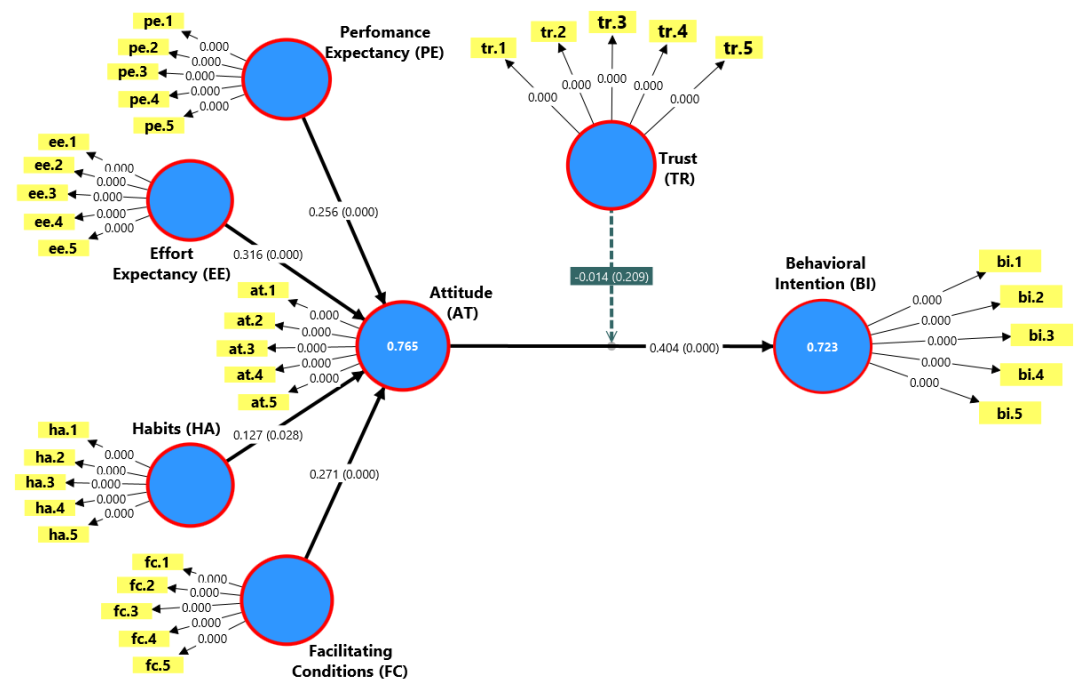 pe.1
pe.2
pe.3
pe.4
pe.5
0.000
0.000
0.000
0.000
0.000
Perfomance
Expectancy (PE)
tr.1
tr.2
tr.3
tr.4
tr.5
0.000
0.000
0.000
0.000
0.000
Trust
(TR)
ee.1
ee.2
ee.3
ee.4
ee.5
0.000
0.000
0.000
0.000
0.000
Effort
Expectancy (EE)
0.256 (0.000)
0.316 (0.000)
-0.014 (0.209)
at.1
at.2
at.3
at.4
at.5
0.000
0.000
0.000
0.000
0.000
Attitude
(AT)
0.765
0.404 (0.000)
Behavioral
Intention (BI)
0.723
0.000
0.000
0.000
0.000
0.000
bi.1
bi.2
bi.3
bi.4
bi.5
ha.1
ha.2
ha.3
ha.4
ha.5
0.000
0.000
0.000
0.000
0.000
Habits (HA)
0.127 (0.028)
0.271 (0.000)
fc.1
fc.2
fc.3
fc.4
fc.5
0.000
0.000
0.000
0.000
0.000
Facilitating
Conditions (FC)